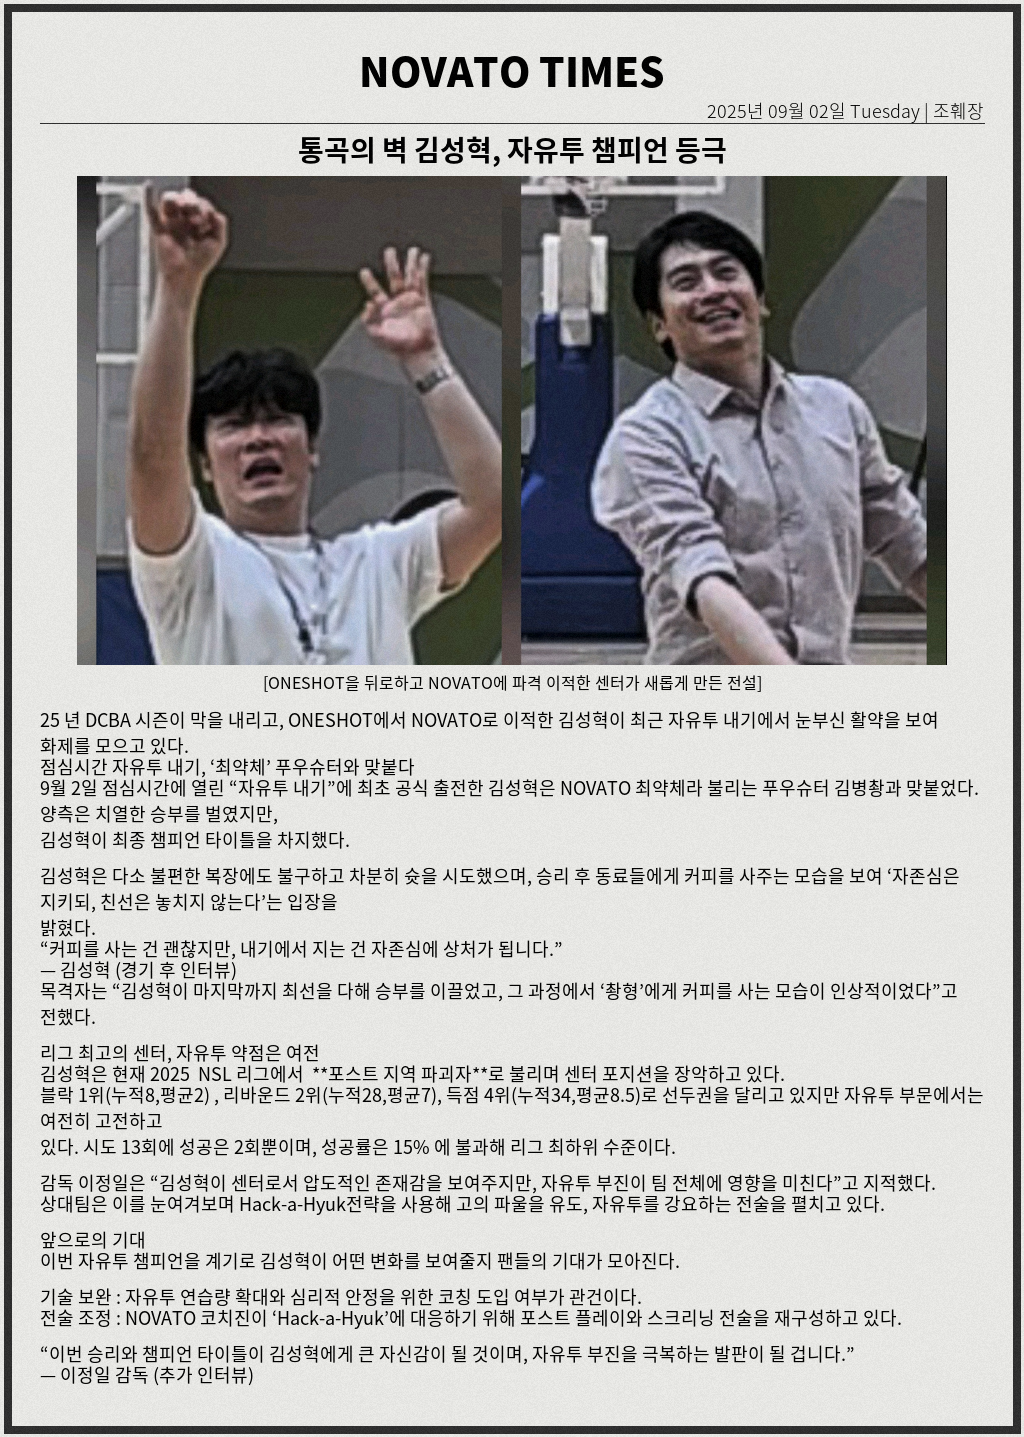 NOVATO TIMES
2025년 09월 02일 Tuesday | 조훼장
통곡의 벽 김성혁, 자유투 챔피언 등극
[ONESHOT을 뒤로하고 NOVATO에 파격 이적한 센터가 새롭게 만든 전설]
25 년 DCBA 시즌이 막을 내리고, ONESHOT에서 NOVATO로 이적한 김성혁이 최근 자유투 내기에서 눈부신 활약을 보여
화제를 모으고 있다.
점심시간 자유투 내기, ‘최약체’ 푸우슈터와 맞붙다
9월 2일 점심시간에 열린 “자유투 내기”에 최초 공식 출전한 김성혁은 NOVATO 최약체라 불리는 푸우슈터 김병촹과 맞붙었다.
양측은 치열한 승부를 벌였지만,
김성혁이 최종 챔피언 타이틀을 차지했다.
김성혁은 다소 불편한 복장에도 불구하고 차분히 슛을 시도했으며, 승리 후 동료들에게 커피를 사주는 모습을 보여 ‘자존심은
지키되, 친선은 놓치지 않는다’는 입장을
밝혔다.
“커피를 사는 건 괜찮지만, 내기에서 지는 건 자존심에 상처가 됩니다.”
— 김성혁 (경기 후 인터뷰)
목격자는 “김성혁이 마지막까지 최선을 다해 승부를 이끌었고, 그 과정에서 ‘촹형’에게 커피를 사는 모습이 인상적이었다”고
전했다.
리그 최고의 센터, 자유투 약점은 여전
김성혁은 현재 2025  NSL 리그에서  **포스트 지역 파괴자**로 불리며 센터 포지션을 장악하고 있다.
블락 1위(누적8,평균2) , 리바운드 2위(누적28,평균7), 득점 4위(누적34,평균8.5)로 선두권을 달리고 있지만 자유투 부문에서는
여전히 고전하고
있다. 시도 13회에 성공은 2회뿐이며, 성공률은 15% 에 불과해 리그 최하위 수준이다.
감독 이정일은 “김성혁이 센터로서 압도적인 존재감을 보여주지만, 자유투 부진이 팀 전체에 영향을 미친다”고 지적했다.
상대팀은 이를 눈여겨보며 Hack-a-Hyuk전략을 사용해 고의 파울을 유도, 자유투를 강요하는 전술을 펼치고 있다.
앞으로의 기대
이번 자유투 챔피언을 계기로 김성혁이 어떤 변화를 보여줄지 팬들의 기대가 모아진다.
기술 보완 : 자유투 연습량 확대와 심리적 안정을 위한 코칭 도입 여부가 관건이다.
전술 조정 : NOVATO 코치진이 ‘Hack-a-Hyuk’에 대응하기 위해 포스트 플레이와 스크리닝 전술을 재구성하고 있다.
“이번 승리와 챔피언 타이틀이 김성혁에게 큰 자신감이 될 것이며, 자유투 부진을 극복하는 발판이 될 겁니다.”
— 이정일 감독 (추가 인터뷰)